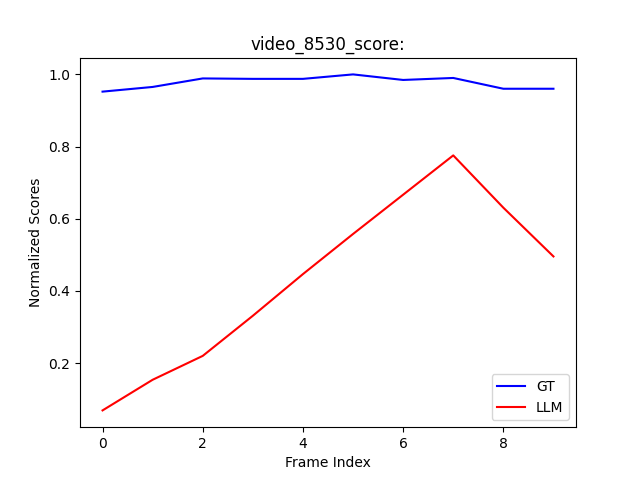 video_8530_score:
1.0
0.8
0.6
0.4
0.2
Normalized Scores
0 2 4 6 8
Frame Index
GT
LLM